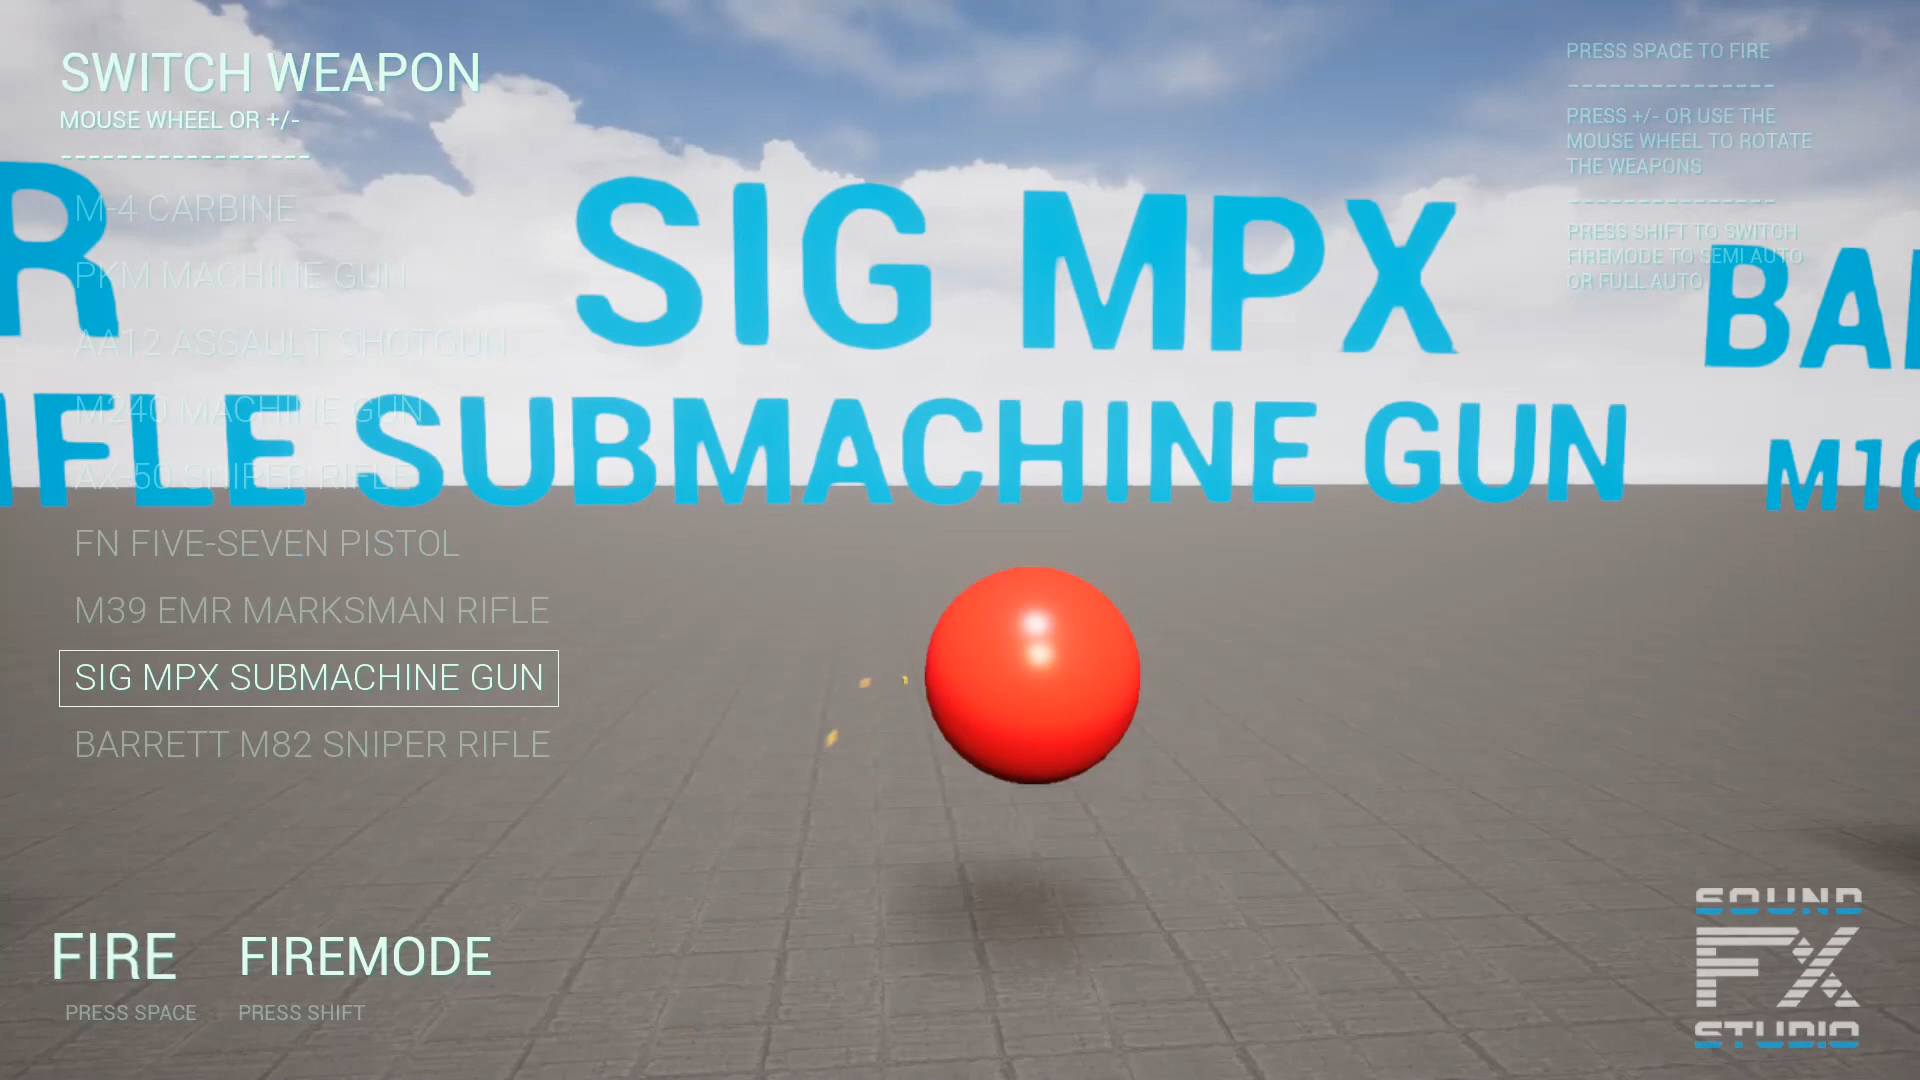 SWITCH WEAPON
MOUSE WHEEL OR +/-
M-4 CARBINE
PKM MACHINE GUN
AA12 ASSAULT SHOTGUN
M240 MACHINE GUN
AX-50 SNIPER RIFLE
FN FIVE-SEVEN PISTOL
M39 EMR MARKSMAN RIFLE
SIG MPX SUBMACHINE GUN
BARRETT M82 SNIPER RIFLE
FIRE
PRESS SPACE
FIREMODE
PRESS SHIFT
R
IFLE
SIG MPX
SUBMACHINE GUN
BA
M10
PRESS SPACE TO FIRE
PRESS +/- OR USE THE
MOUSE WHEEL TO ROTATE
THE WEAPONS
PRESS SHIFT TO SWITCH
FIREMODE TO SEMI AUTO
OR FULL AUTO
SOUND
FX
STUDIO